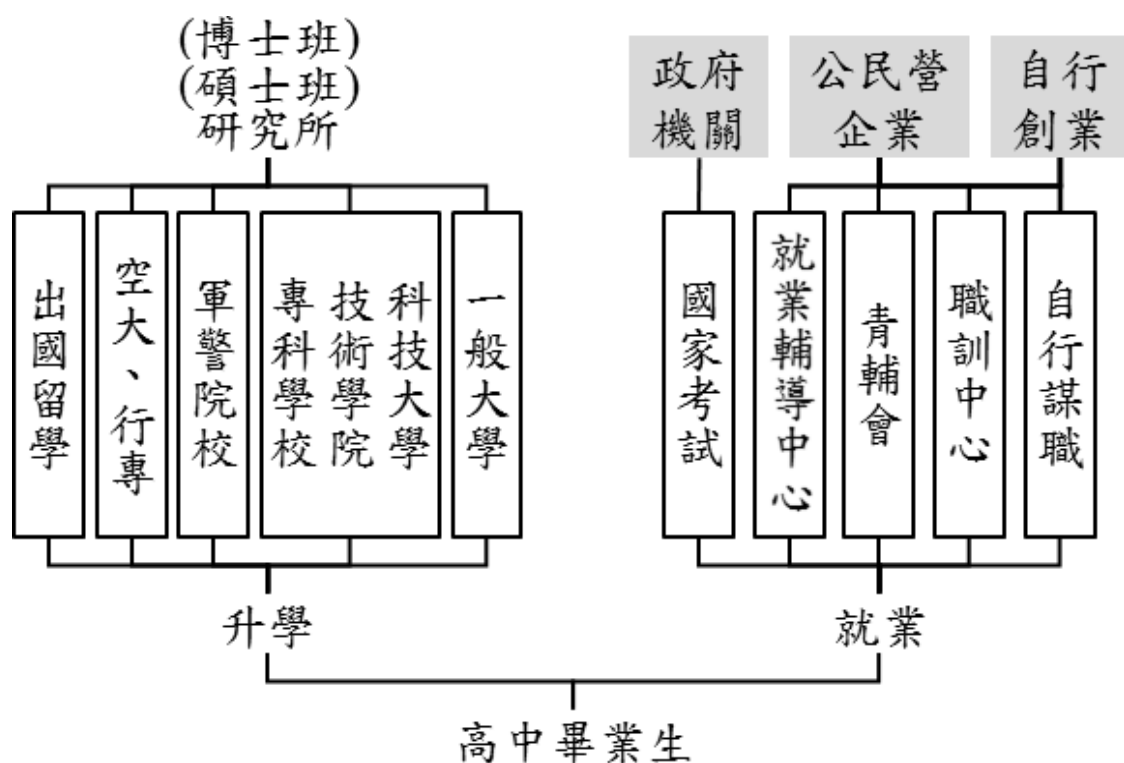 (博士班)
(碩士班)
研究所
政府
機關
公民營
企業
自行
創業
出國留學
空大、行專
軍警院校
科技大學
技術學院
專科學校
一般大學
國家考試
就業輔導中心
青輔會
職訓中心
自行謀職
升學
就業
高中畢業生